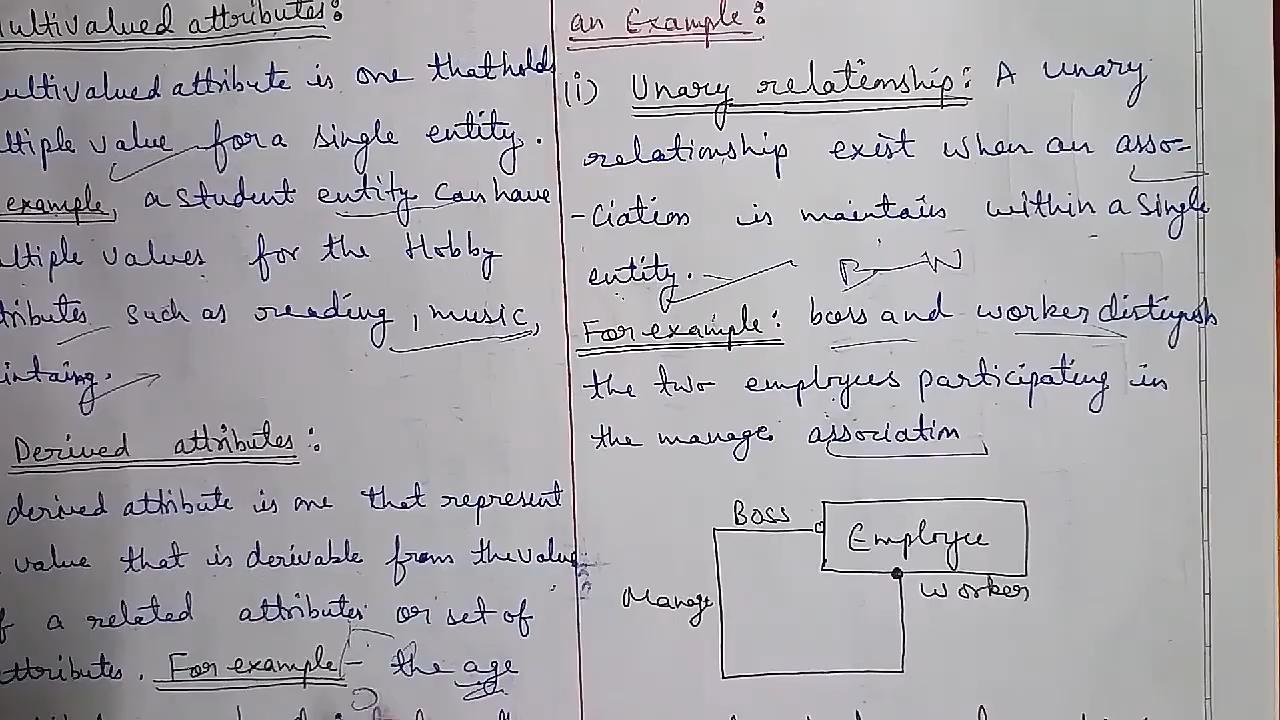 ultivalued attributes:
ultivalued attribute is one that holds
ltiple value for a single entity.
example, a student entity can have
ltiple values for the Hobby
tributes such as reading, music,
intaing.
Derived attributes:
derived attribute is one that represent
value that is derivable from the value
f a related attributes or set of
ttributes. For example - the age
an Example:
(i) Unary relationship: A unary
relationship exist when an asso-
-ciation is maintais within a single
entity.
B W
For example: boss and worker distingush
the two employees participating in
the manage association
Boss
Employee
Manage
Worker